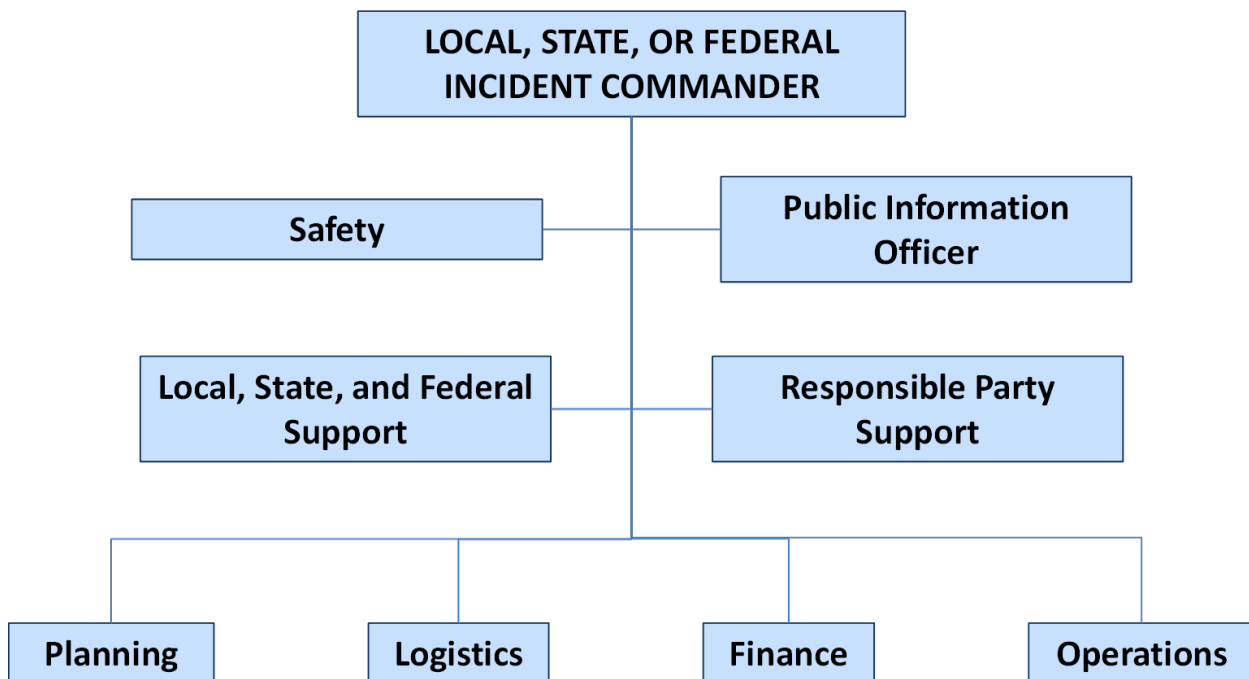 LOCAL, STATE, OR FEDERAL
INCIDENT COMMANDER
Safety
Public Information
Officer
Local, State, and Federal
Support
Responsible Party
Support
Planning
Logistics
Finance
Operations